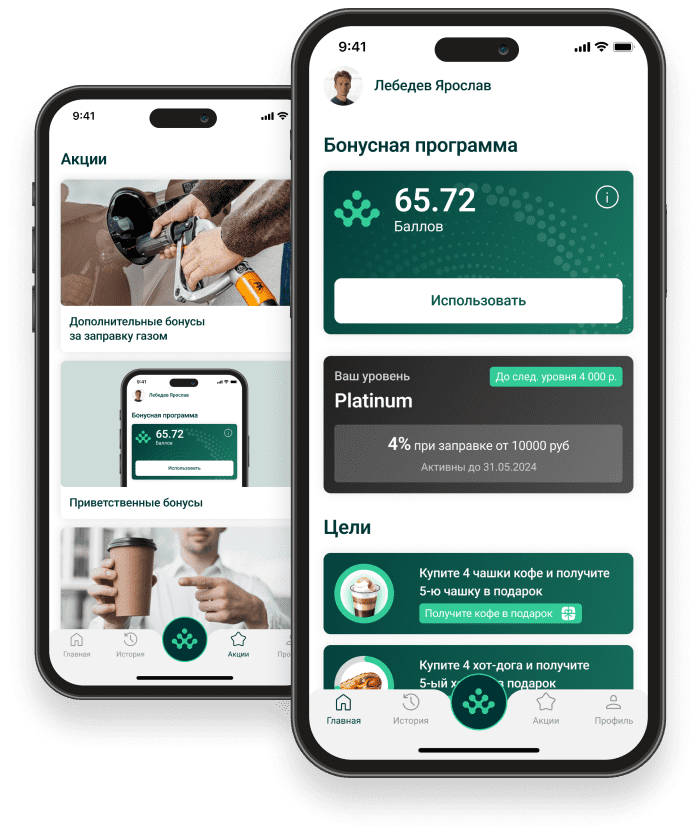 9:41
Акции
Дополнительные бонусы
за заправку газом
9:41
Лебедев Ярослав
Бонусная программа
65.72
Баллов
Использовать
Приветственные бонусы
Главная
История
Акции
9:41
Лебедев Ярослав
Бонусная программа
65.72
Баллов
Использовать
Ваш уровень
До след. уровня 4 000 р.
Platinum
4% при заправке от 10000 руб
Активны до 31.05.2024
Цели
Купите 4 чашки кофе и получите
5-ю чашку в подарок
Получите кофе в подарок
Купите 4 хот-дога и получите
5-ый в подарок
Главная
История
Акции
Профиль